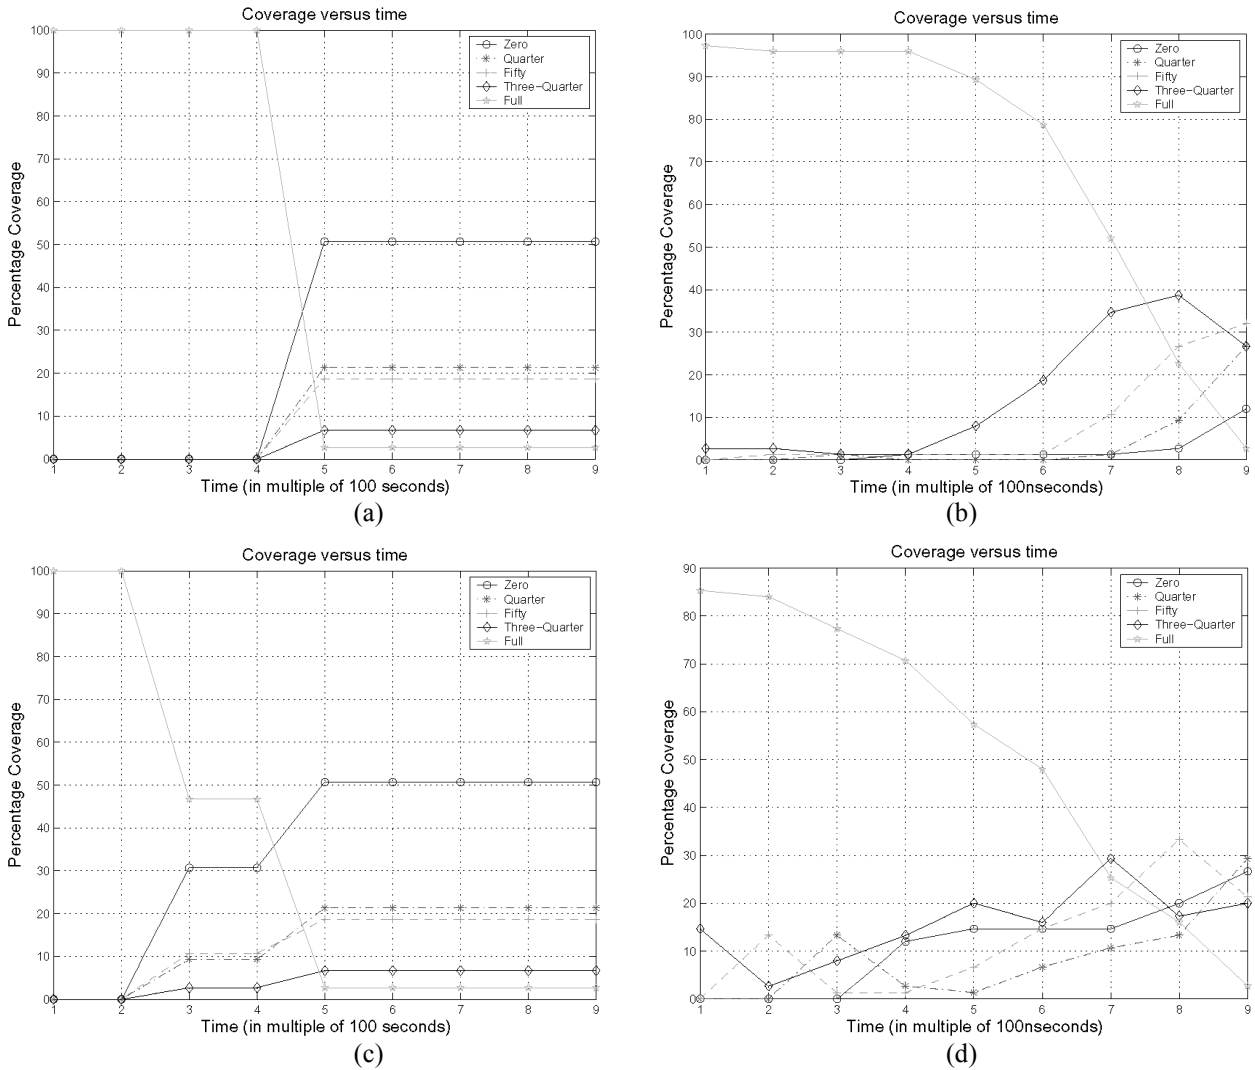 Coverage versus time
100
90
80
70
60
50
40
30
20
10
0
Percentage Coverage
Zero
Quarter
Fifty
Three-Quarter
Full
1 2 3 4 5 6 7 8 9
Time (in multiple of 100 seconds)
(a)
Coverage versus time
100
90
80
70
60
50
40
30
20
10
0
Percentage Coverage
Zero
Quarter
Fifty
Three-Quarter
Full
1 2 3 4 5 6 7 8 9
Time (in multiple of 100nseconds)
(b)
Coverage versus time
100
90
80
70
60
50
40
30
20
10
0
Percentage Coverage
Zero
Quarter
Fifty
Three-Quarter
Full
1 2 3 4 5 6 7 8 9
Time (in multiple of 100 seconds)
(c)
Coverage versus time
90
80
70
60
50
40
30
20
10
0
Percentage Coverage
Zero
Quarter
Fifty
Three-Quarter
Full
1 2 3 4 5 6 7 8 9
Time (in multiple of 100nseconds)
(d)